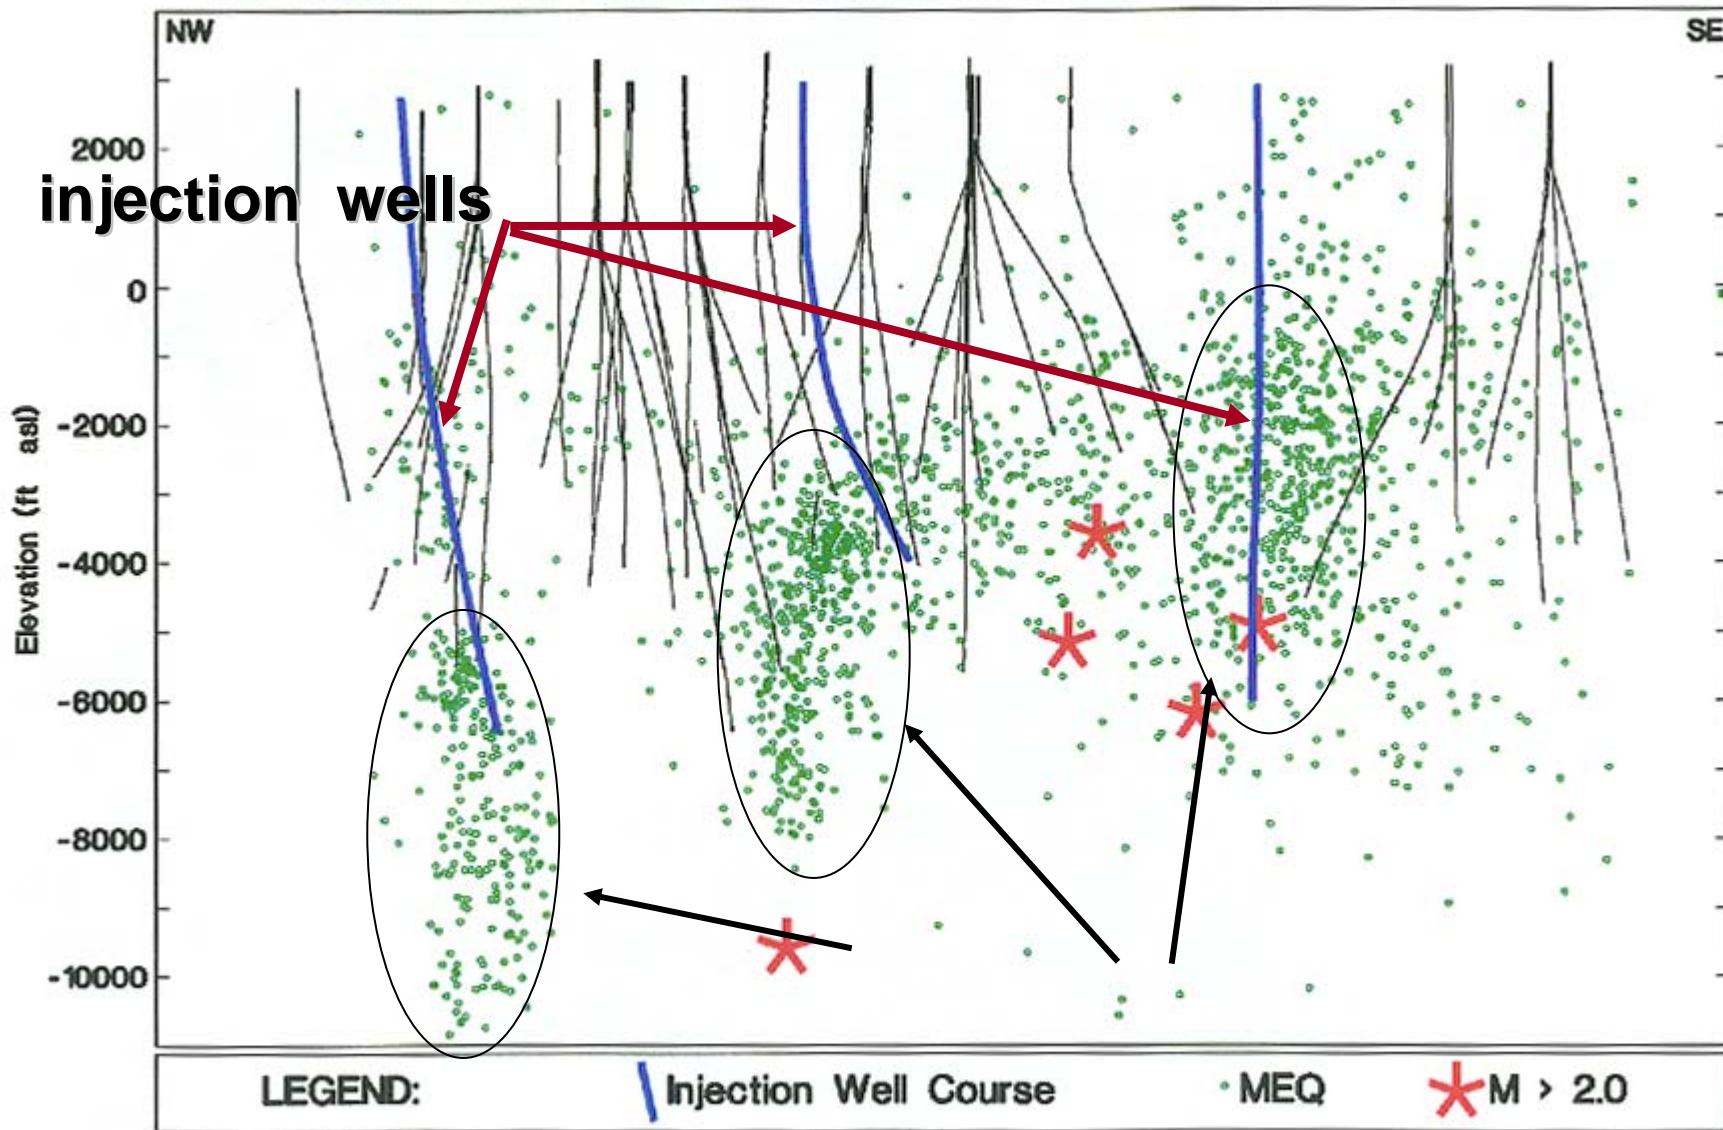 NW SE
2000
injection wells
0
-2000
-4000
-6000
-8000
-10000
Elevation (ft asl)
LEGEND: Injection Well Course MEQ M > 2.0